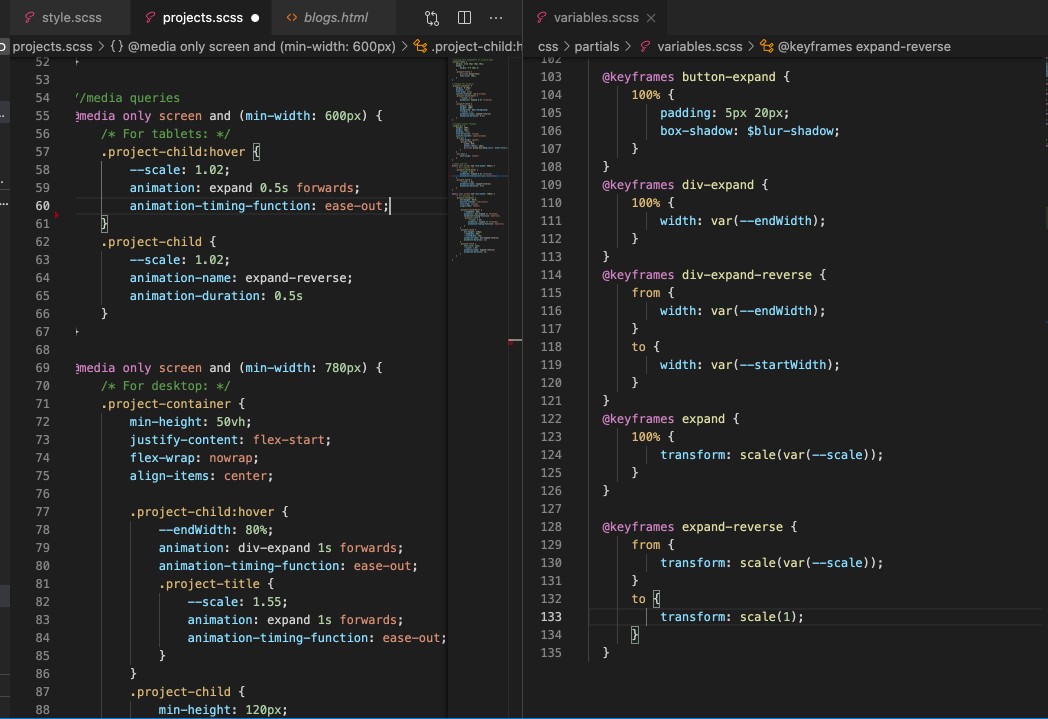 style.scss
projects.scss
blogs.html
projects.scss > {} @media only screen and (min-width: 600px) > .project-child:h
52 }
53
54 //media queries
55 @media only screen and (min-width: 600px) {
56 /* For tablets: */
57 .project-child:hover {
58 --scale: 1.02;
59 animation: expand 0.5s forwards;
60 animation-timing-function: ease-out;
61 }
62 .project-child {
63 --scale: 1.02;
64 animation-name: expand-reverse;
65 animation-duration: 0.5s
66 }
67 }
68
69 @media only screen and (min-width: 780px) {
70 /* For desktop: */
71 .project-container {
72 min-height: 50vh;
73 justify-content: flex-start;
74 flex-wrap: nowrap;
75 align-items: center;
76
77 .project-child:hover {
78 --endWidth: 80%;
79 animation: div-expand 1s forwards;
80 animation-timing-function: ease-out;
81 .project-title {
82 --scale: 1.55;
83 animation: expand 1s forwards;
84 animation-timing-function: ease-out;
85 }
86 }
87 .project-child {
88 min-height: 120px;
variables.scss
css > partials > variables.scss > @keyframes expand-reverse
102
103 @keyframes button-expand {
104 100% {
105 padding: 5px 20px;
106 box-shadow: $blur-shadow;
107 }
108 }
109 @keyframes div-expand {
110 100% {
111 width: var(--endWidth);
112 }
113 }
114 @keyframes div-expand-reverse {
115 from {
116 width: var(--endWidth);
117 }
118 to {
119 width: var(--startWidth);
120 }
121 }
122 @keyframes expand {
123 100% {
124 transform: scale(var(--scale));
125 }
126 }
127
128 @keyframes expand-reverse {
129 from {
130 transform: scale(var(--scale));
131 }
132 to {
133 transform: scale(1);
134 }
135 }